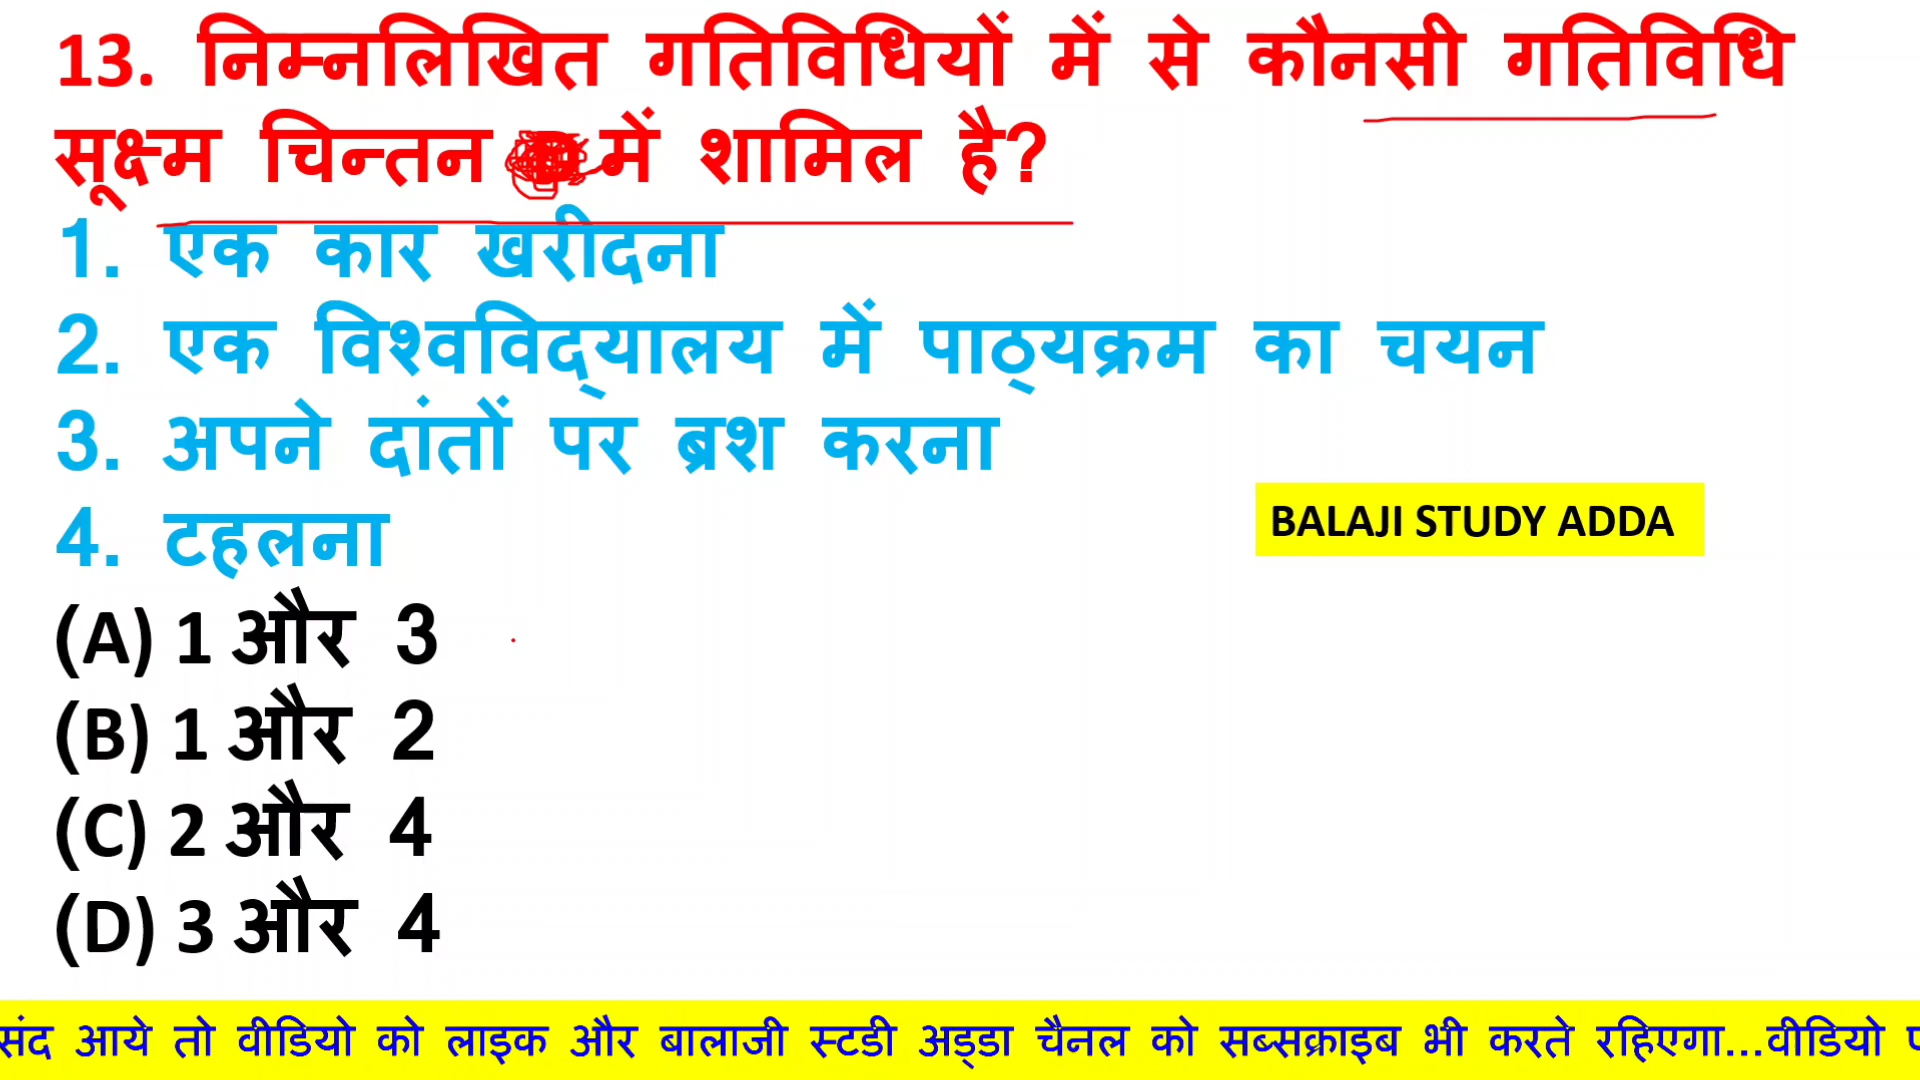 13. निम्नलिखित गतिविधियों में से कौनसी गतिविधि
सूक्ष्म चिन्तन में शामिल है?
1. एक कार खरीदना
2. एक विश्वविद्यालय में पाठ्यक्रम का चयन
3. अपने दांतों पर ब्रश करना
4. टहलना
BALAJI STUDY ADDA
(A) 1 और 3
(B) 1 और 2
(C) 2 और 4
(D) 3 और 4
संद आये तो वीडियो को लाइक और बालाजी स्टडी अड्डा चैनल को सब्सक्राइब भी करते रहिएगा...वीडियो प